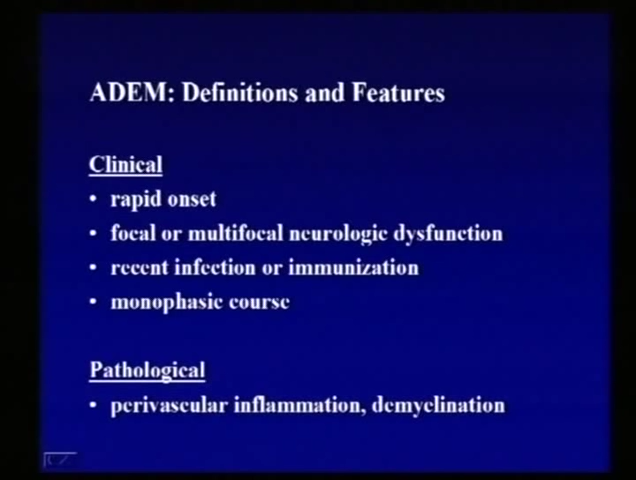 ADEM: Definitions and Features
Clinical
• rapid onset
• focal or multifocal neurologic dysfunction
• recent infection or immunization
• monophasic course
Pathological
• perivascular inflammation, demyelination